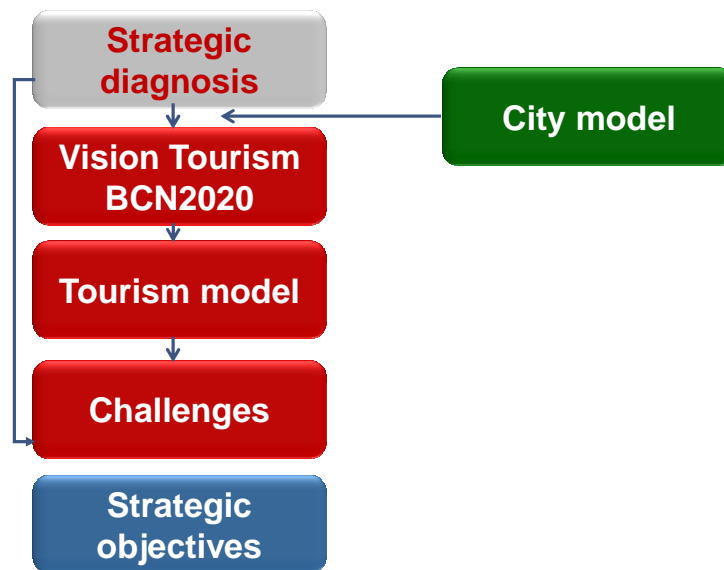 Strategic
diagnosis
City model
Vision Tourism
BCN2020
Tourism model
Challenges
Strategic
objectives